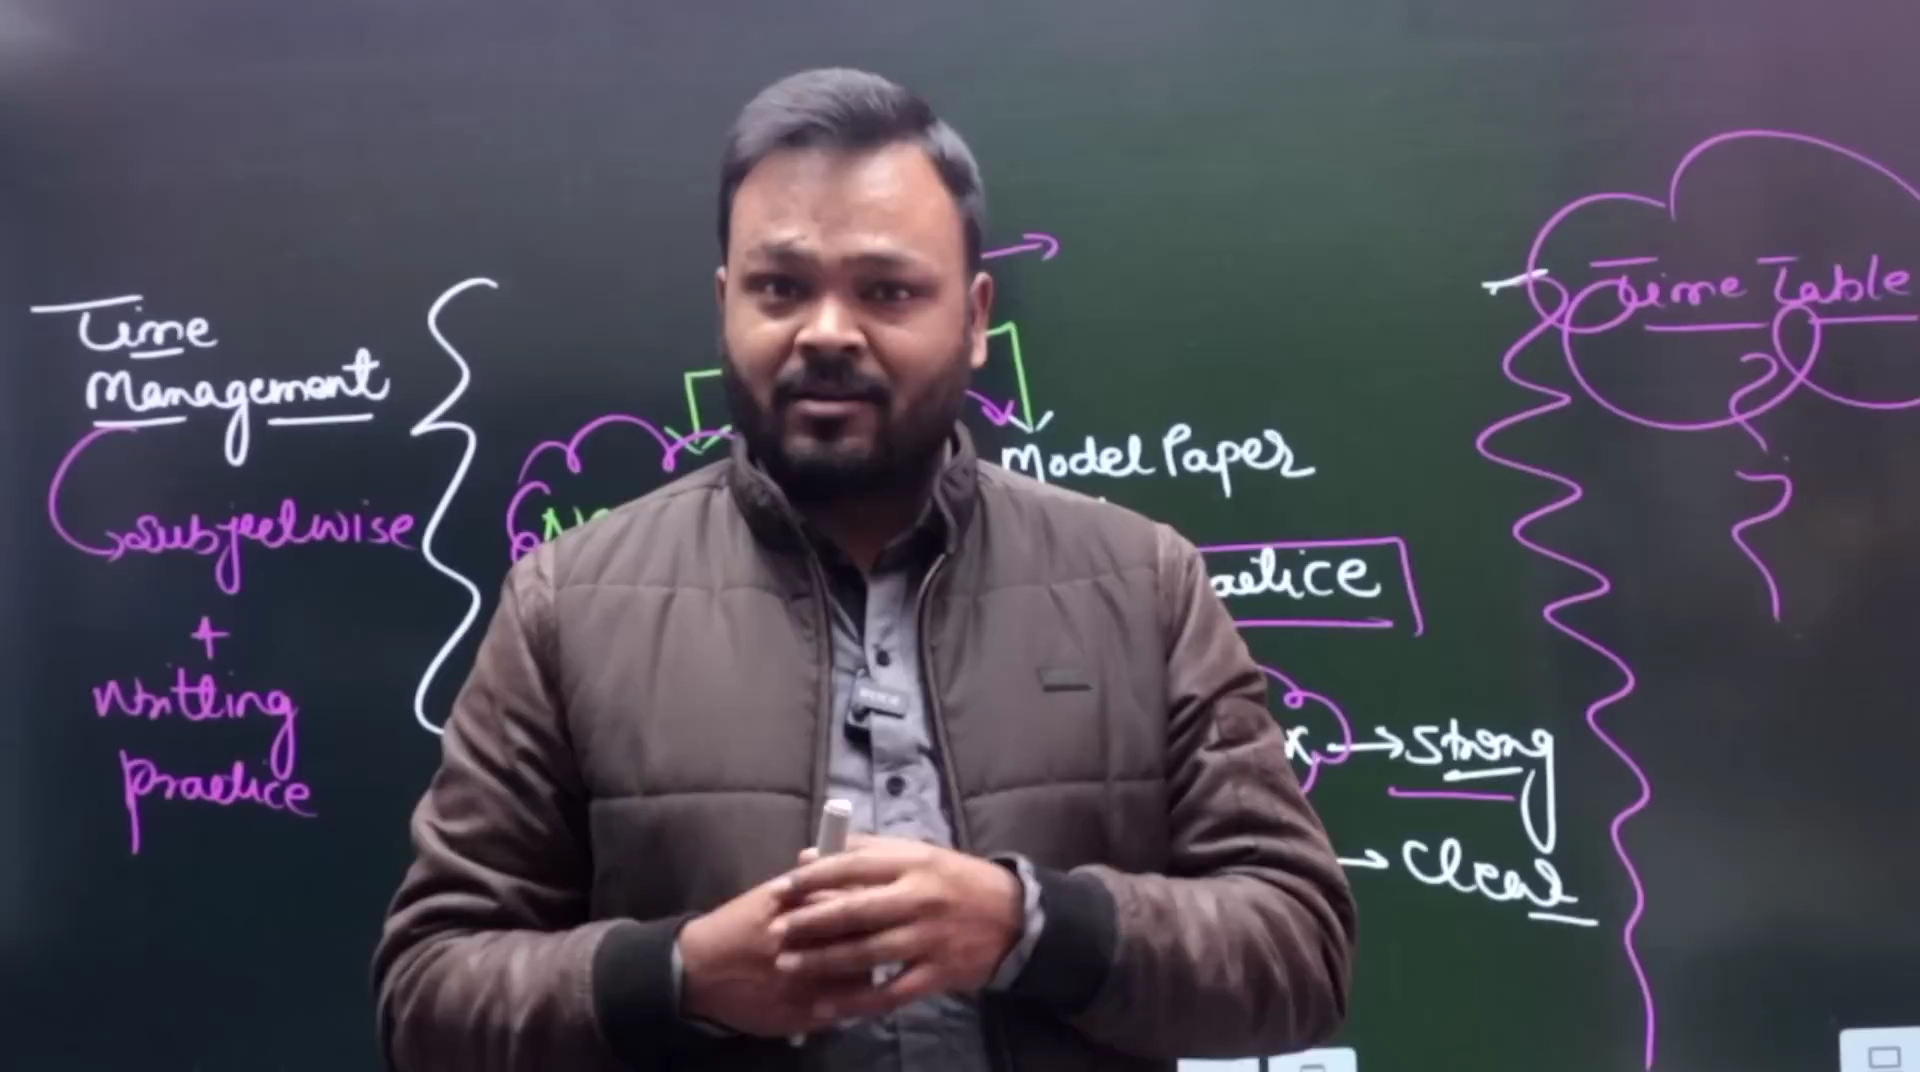 Time
Management
subjectwise
+
writting
practice
Model Paper
actice
x → strong
→ Clear
Time Table